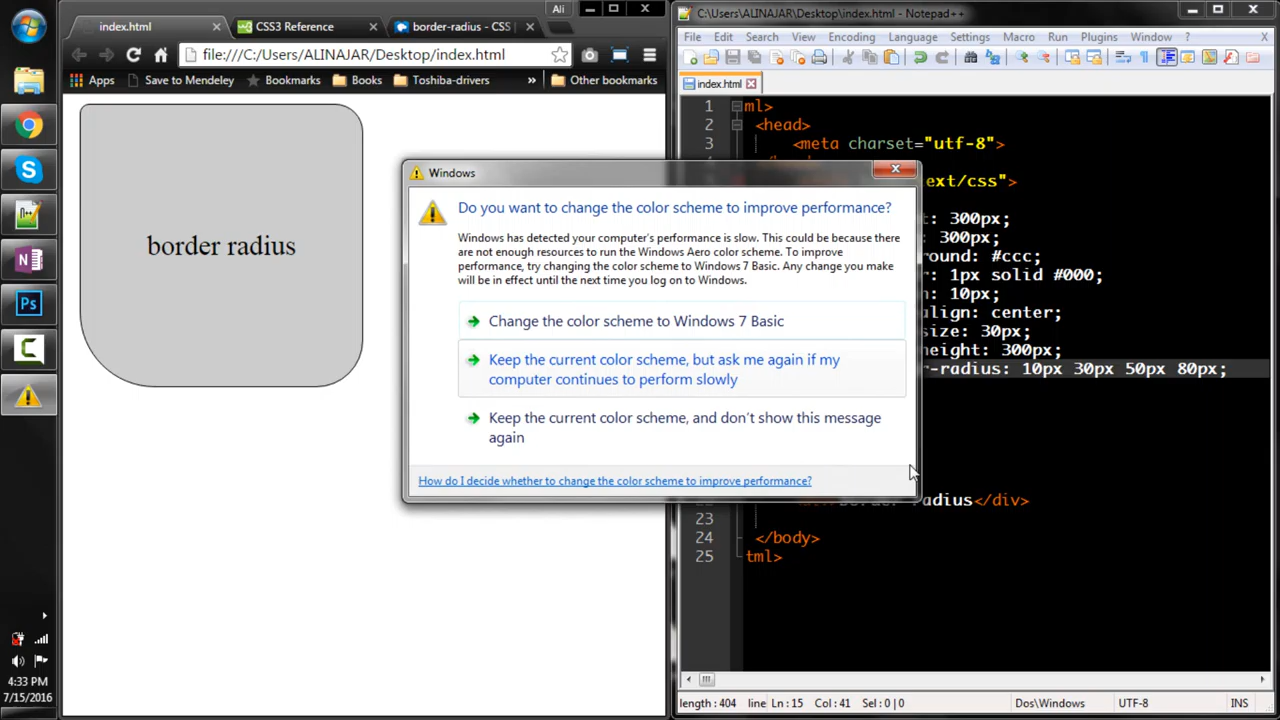 index.html
CSS3 Reference
border-radius - CSS
Ali
file:///C:/Users/ALINAJAR/Desktop/index.html
Apps
Save to Mendeley
Bookmarks
Books
Toshiba-drivers
»
Other bookmarks
border radius
C:\Users\ALINAJAR\Desktop\index.html - Notepad++
File Edit Search View Encoding Language Settings Macro Run Plugins Window ?
X
index.html
1 ml>
2 <head>
3 <meta charset="utf-8">
ext/css">
: 300px;
: 300px;
round: #ccc;
: 1px solid #000;
: 10px;
lign: center;
size: 30px;
height: 300px;
-radius: 10px 30px 50px 80px;
radius</div>
23
24 </body>
25 tml>
Windows
Do you want to change the color scheme to improve performance?
Windows has detected your computer's performance is slow. This could be because there
are not enough resources to run the Windows Aero color scheme. To improve
performance, try changing the color scheme to Windows 7 Basic. Any change you make
will be in effect until the next time you log on to Windows.
Change the color scheme to Windows 7 Basic
Keep the current color scheme, but ask me again if my
computer continues to perform slowly
Keep the current color scheme, and don't show this message
again
How do I decide whether to change the color scheme to improve performance?
length : 404 line Ln : 15 Col : 41 Sel : 0 | 0 Dos\Windows UTF-8 INS
4:33 PM
7/15/2016